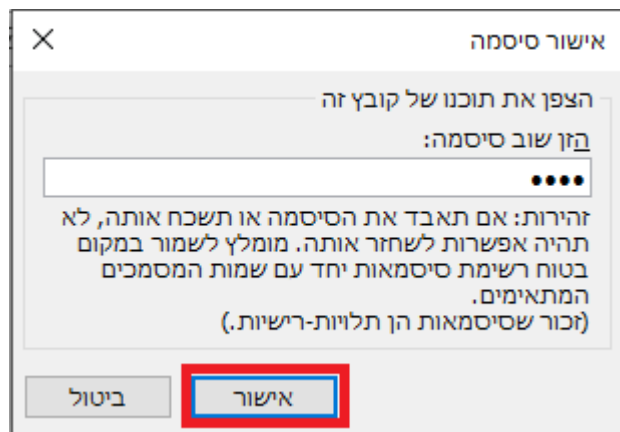 אישור סיסמה
הצפן את תוכנו של קובץ זה
הזן שוב סיסמה:
••••
זהירות: אם תאבד את הסיסמה או תשכח אותה, לא
תהיה אפשרות לשחזר אותה. מומלץ לשמור במקום
בטוח רשימת סיסמאות יחד עם שמות המסמכים
המתאימים.
(זכור שסיסמאות הן תלויות-רישיות.)
אישור
ביטול